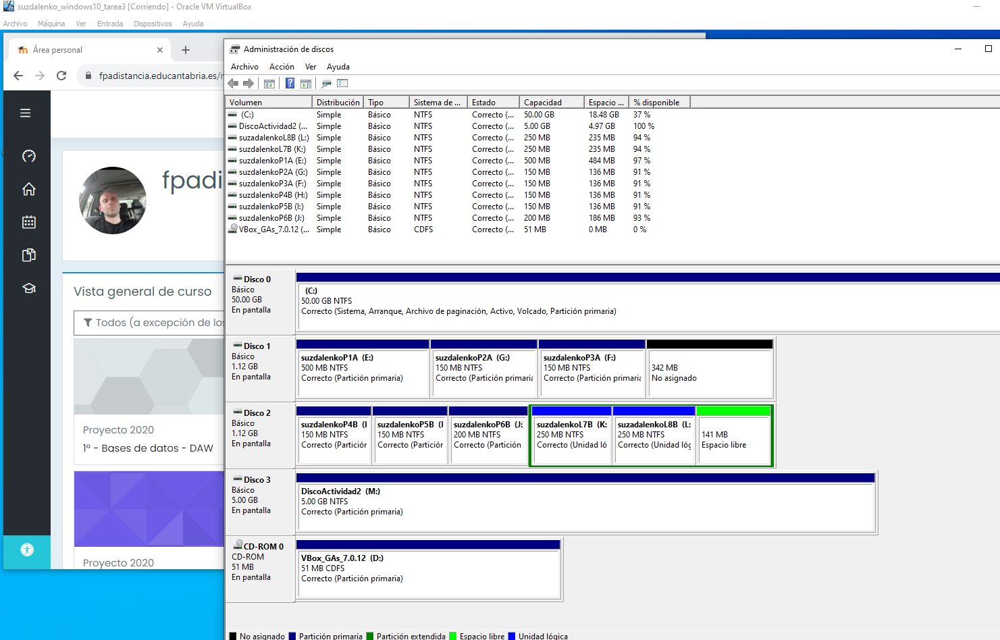 suzdalenko_windows10_tarea3 [Corriendo] - Oracle VM VirtualBox
Archivo Máquina Ver Entrada Dispositivos Ayuda
Área personal
fpadistancia.educantabria.es/
fpadi
Vista general de curso
Todos (a excepción de los
Proyecto 2020
1º - Bases de datos - DAW
Proyecto 2020
Administración de discos
Archivo Acción Ver Ayuda
Volumen Distribución Tipo Sistema de ... Estado Capacidad Espacio ... % disponible
(C:) Simple Básico NTFS Correcto (... 50.00 GB 18.48 GB 37 %
DiscoActividad2 (... Simple Básico NTFS Correcto (... 5.00 GB 4.97 GB 100 %
suzadalenkoL8B (L:) Simple Básico NTFS Correcto (... 250 MB 235 MB 94 %
suzdalenkoL7B (K:) Simple Básico NTFS Correcto (... 250 MB 235 MB 94 %
suzdalenkoP1A (E:) Simple Básico NTFS Correcto (... 500 MB 484 MB 97 %
suzdalenkoP2A (G:) Simple Básico NTFS Correcto (... 150 MB 136 MB 91 %
suzdalenkoP3A (F:) Simple Básico NTFS Correcto (... 150 MB 136 MB 91 %
suzdalenkoP4B (H:) Simple Básico NTFS Correcto (... 150 MB 136 MB 91 %
suzdalenkoP5B (I:) Simple Básico NTFS Correcto (... 150 MB 136 MB 91 %
suzdalenkoP6B (J:) Simple Básico NTFS Correcto (... 200 MB 186 MB 93 %
VBox_GAs_7.0.12 (... Simple Básico CDFS Correcto (... 51 MB 0 MB 0 %
Disco 0
Básico
50.00 GB
En pantalla
(C:)
50.00 GB NTFS
Correcto (Sistema, Arranque, Archivo de paginación, Activo, Volcado, Partición primaria)
Disco 1
Básico
1.12 GB
En pantalla
suzdalenkoP1A (E:)
500 MB NTFS
Correcto (Partición primaria)
suzdalenkoP2A (G:)
150 MB NTFS
Correcto (Partición primaria
suzdalenkoP3A (F:)
150 MB NTFS
Correcto (Partición primaria
342 MB
No asignado
Disco 2
Básico
1.12 GB
En pantalla
suzdalenkoP4B (
150 MB NTFS
Correcto (Partición
suzdalenkoP5B (
150 MB NTFS
Correcto (Partición
suzdalenkoP6B (J:
200 MB NTFS
Correcto (Partición
suzdalenkoL7B (K:
250 MB NTFS
Correcto (Unidad ló
suzadalenkoL8B (L:
250 MB NTFS
Correcto (Unidad lóg
141 MB
Espacio libre
Disco 3
Básico
5.00 GB
En pantalla
DiscoActividad2 (M:)
5.00 GB NTFS
Correcto (Partición primaria)
CD-ROM 0
CD-ROM
51 MB
En pantalla
VBox_GAs_7.0.12 (D:)
51 MB CDFS
Correcto (Partición primaria)
No asignado Partición primaria Partición extendida Espacio libre Unidad lógica